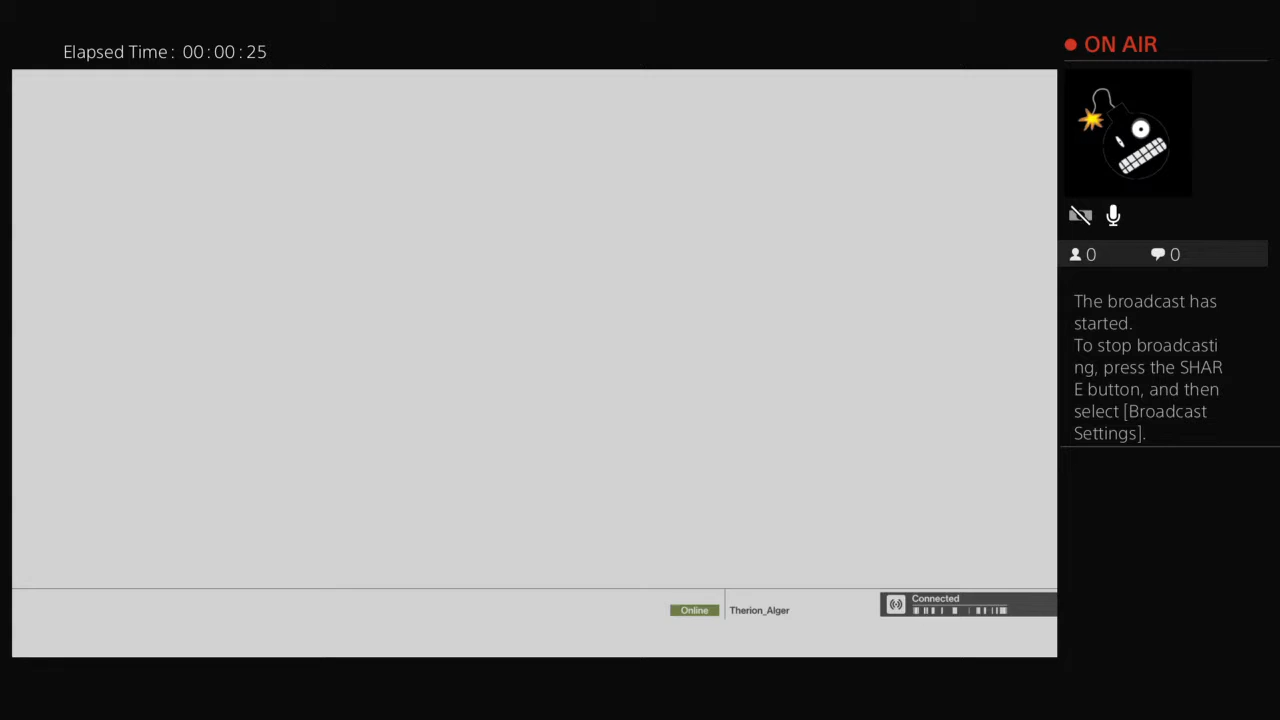 Elapsed Time: 00:00:25
ON AIR
0
0
The broadcast has
started.
To stop broadcasti
ng, press the SHAR
E button, and then
select [Broadcast
Settings].
Online
Therion_Alger
Connected